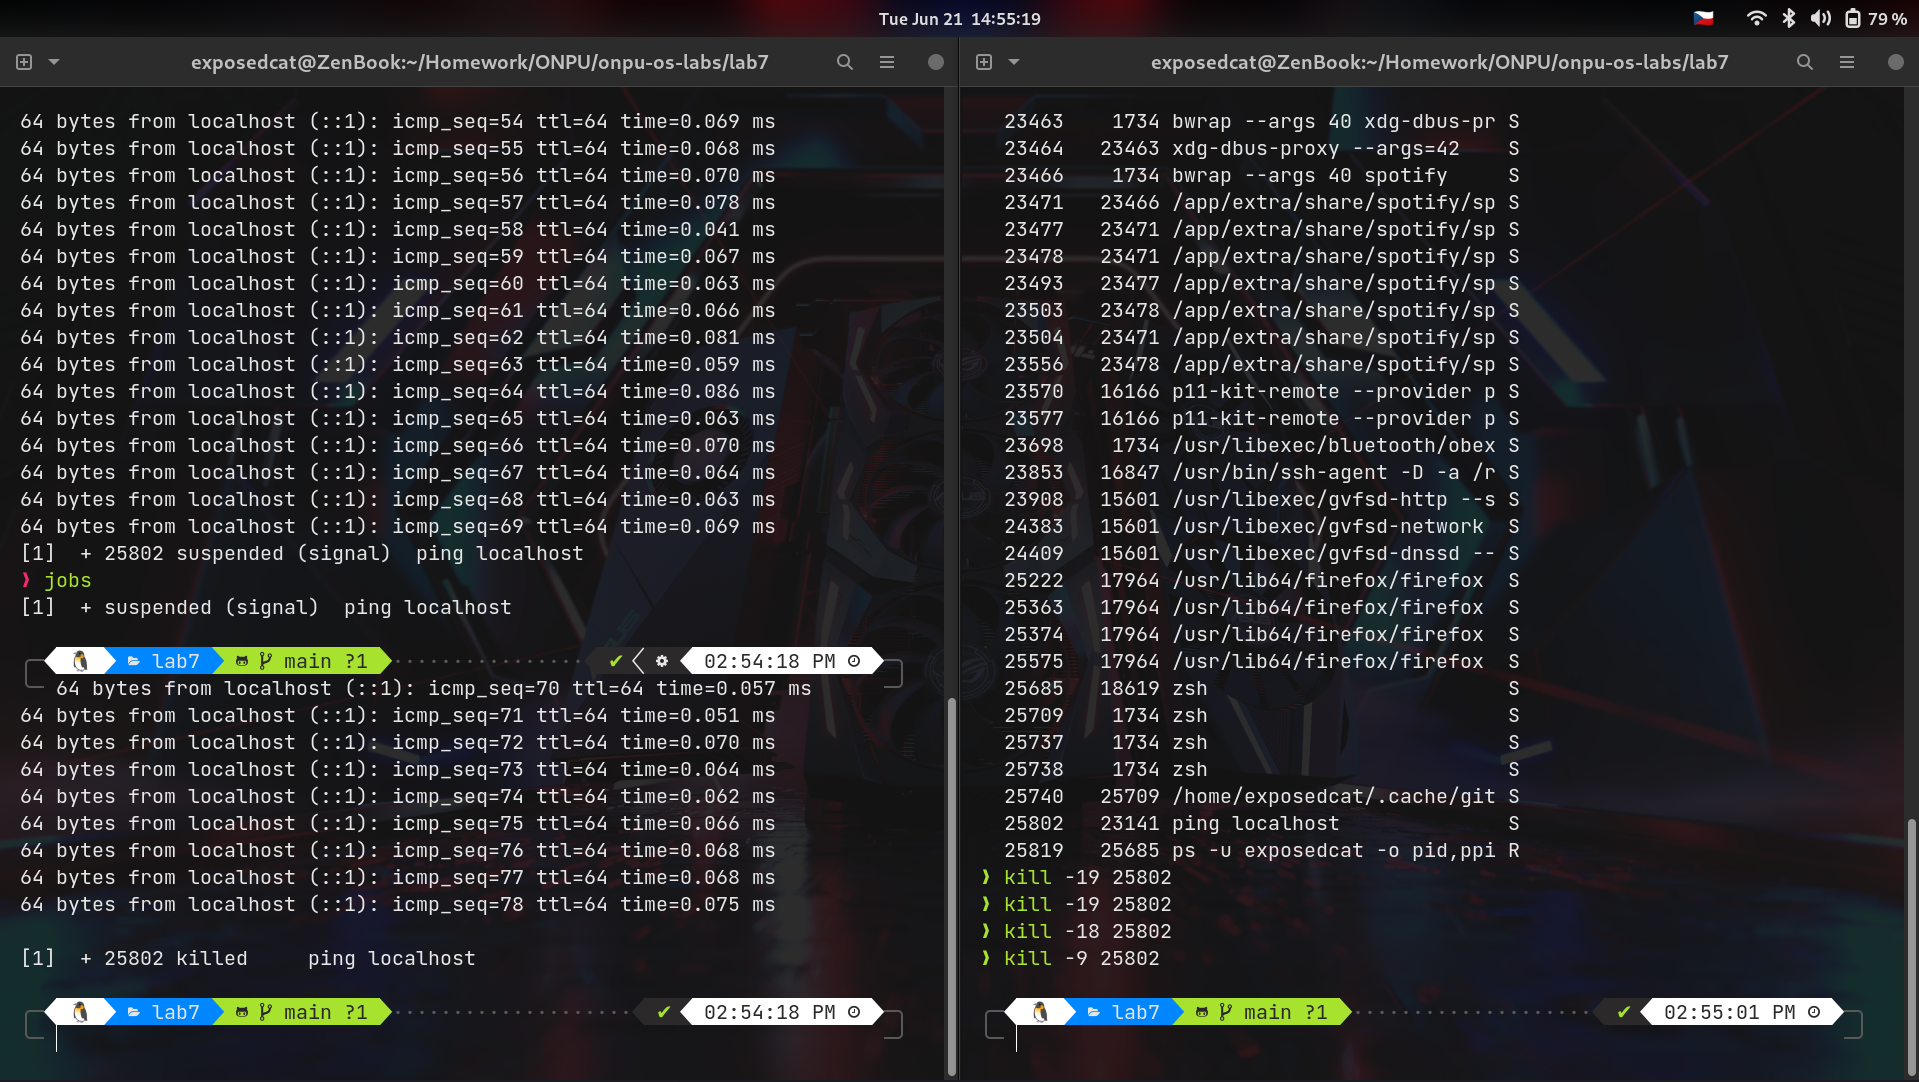 Tue Jun 21 14:55:19
79 %
exposedcat@ZenBook:~/Homework/ONPU/onpu-os-labs/lab7
64 bytes from localhost (::1): icmp_seq=54 ttl=64 time=0.069 ms
64 bytes from localhost (::1): icmp_seq=55 ttl=64 time=0.068 ms
64 bytes from localhost (::1): icmp_seq=56 ttl=64 time=0.070 ms
64 bytes from localhost (::1): icmp_seq=57 ttl=64 time=0.078 ms
64 bytes from localhost (::1): icmp_seq=58 ttl=64 time=0.041 ms
64 bytes from localhost (::1): icmp_seq=59 ttl=64 time=0.067 ms
64 bytes from localhost (::1): icmp_seq=60 ttl=64 time=0.063 ms
64 bytes from localhost (::1): icmp_seq=61 ttl=64 time=0.066 ms
64 bytes from localhost (::1): icmp_seq=62 ttl=64 time=0.081 ms
64 bytes from localhost (::1): icmp_seq=63 ttl=64 time=0.059 ms
64 bytes from localhost (::1): icmp_seq=64 ttl=64 time=0.086 ms
64 bytes from localhost (::1): icmp_seq=65 ttl=64 time=0.063 ms
64 bytes from localhost (::1): icmp_seq=66 ttl=64 time=0.070 ms
64 bytes from localhost (::1): icmp_seq=67 ttl=64 time=0.064 ms
64 bytes from localhost (::1): icmp_seq=68 ttl=64 time=0.063 ms
64 bytes from localhost (::1): icmp_seq=69 ttl=64 time=0.069 ms
[1]  + 25802 suspended (signal)  ping localhost
❯ jobs
[1]  + suspended (signal)  ping localhost
lab7 main ?1 ✔ 02:54:18 PM
64 bytes from localhost (::1): icmp_seq=70 ttl=64 time=0.057 ms
64 bytes from localhost (::1): icmp_seq=71 ttl=64 time=0.051 ms
64 bytes from localhost (::1): icmp_seq=72 ttl=64 time=0.070 ms
64 bytes from localhost (::1): icmp_seq=73 ttl=64 time=0.064 ms
64 bytes from localhost (::1): icmp_seq=74 ttl=64 time=0.062 ms
64 bytes from localhost (::1): icmp_seq=75 ttl=64 time=0.066 ms
64 bytes from localhost (::1): icmp_seq=76 ttl=64 time=0.068 ms
64 bytes from localhost (::1): icmp_seq=77 ttl=64 time=0.068 ms
64 bytes from localhost (::1): icmp_seq=78 ttl=64 time=0.075 ms
[1]  + 25802 killed     ping localhost
lab7 main ?1 ✔ 02:54:18 PM
exposedcat@ZenBook:~/Homework/ONPU/onpu-os-labs/lab7
23463    1734 bwrap --args 40 xdg-dbus-pr S
23464   23463 xdg-dbus-proxy --args=42    S
23466    1734 bwrap --args 40 spotify     S
23471   23466 /app/extra/share/spotify/sp S
23477   23471 /app/extra/share/spotify/sp S
23478   23471 /app/extra/share/spotify/sp S
23493   23477 /app/extra/share/spotify/sp S
23503   23478 /app/extra/share/spotify/sp S
23504   23471 /app/extra/share/spotify/sp S
23556   23478 /app/extra/share/spotify/sp S
23570   16166 p11-kit-remote --provider p S
23577   16166 p11-kit-remote --provider p S
23698    1734 /usr/libexec/bluetooth/obex S
23853   16847 /usr/bin/ssh-agent -D -a /r S
23908   15601 /usr/libexec/gvfsd-http --s S
24383   15601 /usr/libexec/gvfsd-network  S
24409   15601 /usr/libexec/gvfsd-dnssd -- S
25222   17964 /usr/lib64/firefox/firefox  S
25363   17964 /usr/lib64/firefox/firefox  S
25374   17964 /usr/lib64/firefox/firefox  S
25575   17964 /usr/lib64/firefox/firefox  S
25685   18619 zsh                         S
25709    1734 zsh                         S
25737    1734 zsh                         S
25738    1734 zsh                         S
25740   25709 /home/exposedcat/.cache/git S
25802   23141 ping localhost              S
25819   25685 ps -u exposedcat -o pid,ppi R
❯ kill -19 25802
❯ kill -19 25802
❯ kill -18 25802
❯ kill -9 25802
lab7 main ?1 ✔ 02:55:01 PM